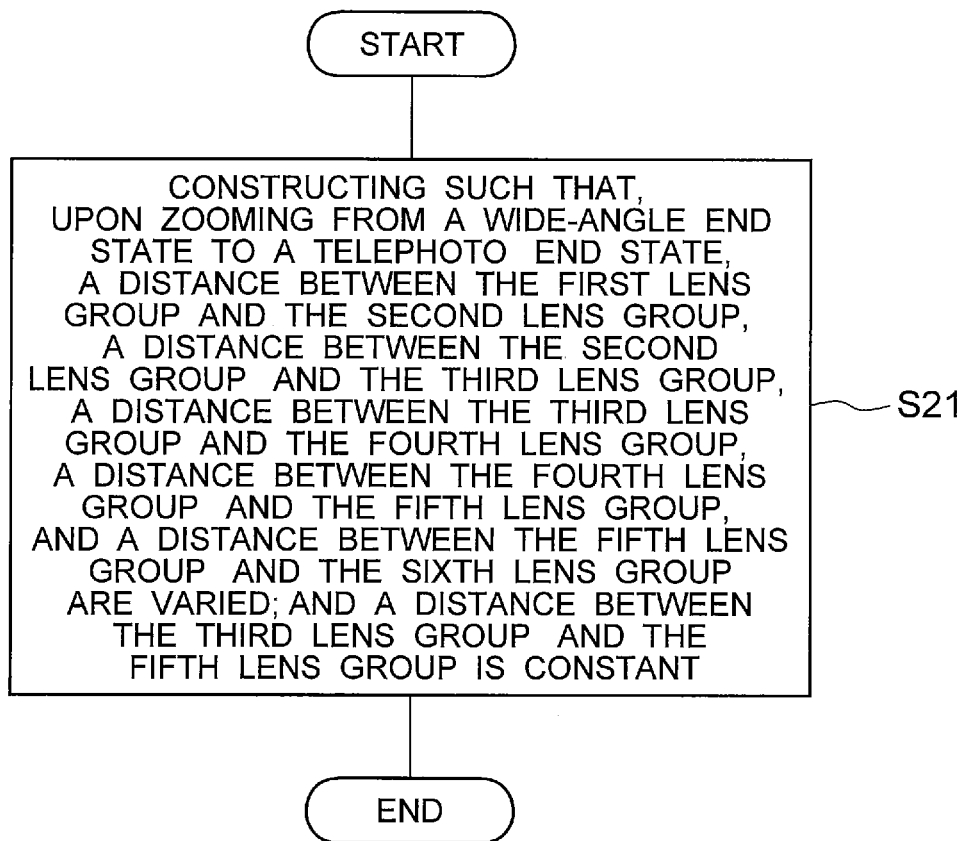 START
CONSTRUCTING SUCH THAT,
UPON ZOOMING FROM A WIDE-ANGLE END
STATE TO A TELEPHOTO END STATE,
A DISTANCE BETWEEN THE FIRST LENS
GROUP AND THE SECOND LENS GROUP,
A DISTANCE BETWEEN THE SECOND
LENS GROUP AND THE THIRD LENS GROUP,
A DISTANCE BETWEEN THE THIRD LENS
GROUP AND THE FOURTH LENS GROUP,
A DISTANCE BETWEEN THE FOURTH LENS
GROUP AND THE FIFTH LENS GROUP,
AND A DISTANCE BETWEEN THE FIFTH LENS
GROUP AND THE SIXTH LENS GROUP
ARE VARIED; AND A DISTANCE BETWEEN
THE THIRD LENS GROUP AND THE
FIFTH LENS GROUP IS CONSTANT
S21
END